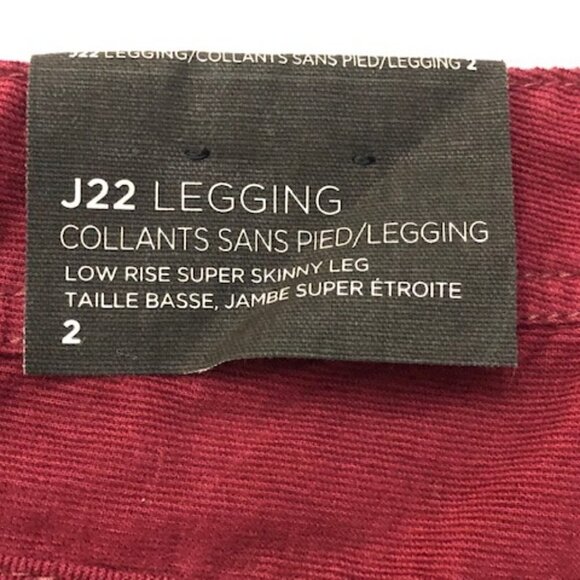 J22 LEGGING/COLLANTS SANS PIED/LEGGING 2
J22 LEGGING
COLLANTS SANS PIED/LEGGING
LOW RISE SUPER SKINNY LEG
TAILLE BASSE, JAMBE SUPER ÉTROITE
2